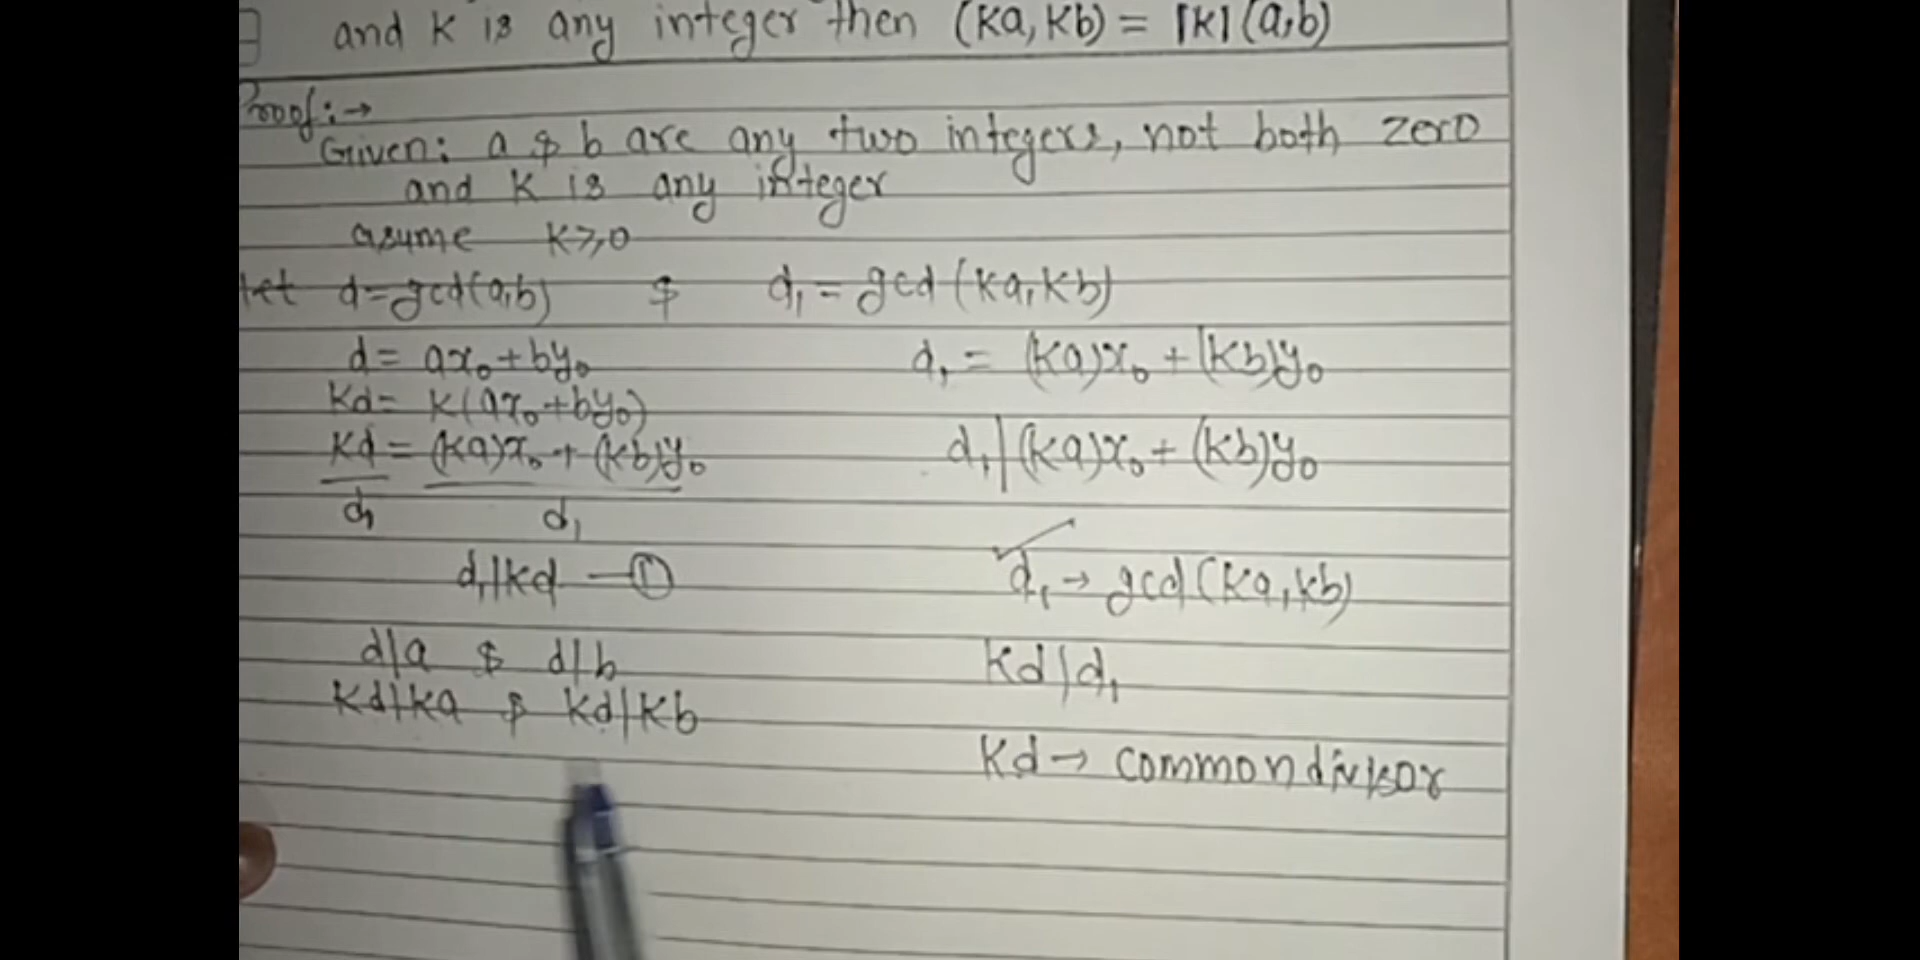 and K is any integer then (Ka, Kb) = |K| (a,b)
Proof:→
Given: a $ b are any two integers, not both zero
and K is any integer
asume K≥0
let d=gcd(a,b) $ d₁ = gcd (Ka, Kb)
d = ax₀+by₀ d₁ = (Ka)x₀ + (Kb)y₀
Kd = K(ax₀+by₀)
Kd = (Ka)x₀ + (Kb)y₀ d₁|(Ka)x₀ + (Kb)y₀
d₁ d₁
d₁|Kd — ① d₁→ gcd (Ka, Kb)
d|a $ d|b Kd|d₁
Kd|Ka $ Kd|Kb
Kd → common divisor